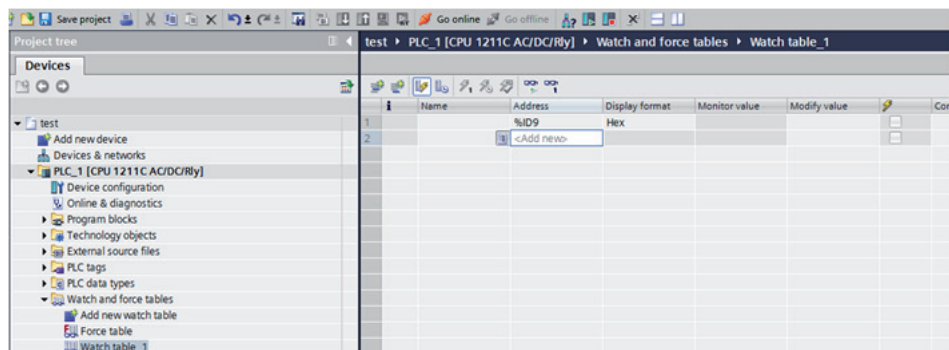 Save project Go online Go offline
Project tree
test PLC_1 [CPU 1211C AC/DC/Rly] Watch and force tables Watch table_1
Devices
i Name Address Display format Monitor value Modify value
1 %ID9 Hex
2 <Add new>
test
Add new device
Devices & networks
PLC_1 [CPU 1211C AC/DC/Rly]
Device configuration
Online & diagnostics
Program blocks
Technology objects
External source files
PLC tags
PLC data types
Watch and force tables
Add new watch table
Force table
Watch table_1